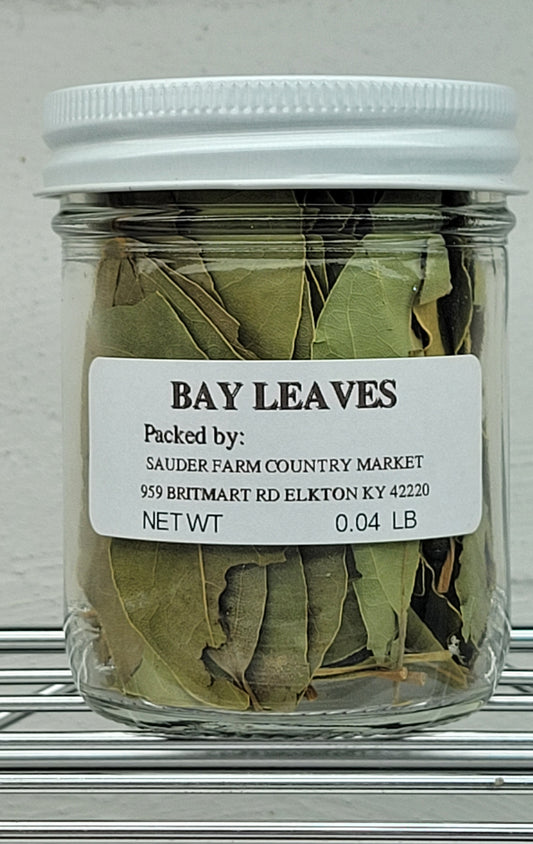 BAY LEAVES
Packed by:
SAUDER FARM COUNTRY MARKET
959 BRITMART RD ELKTON KY 42220
NET WT 0.04 LB